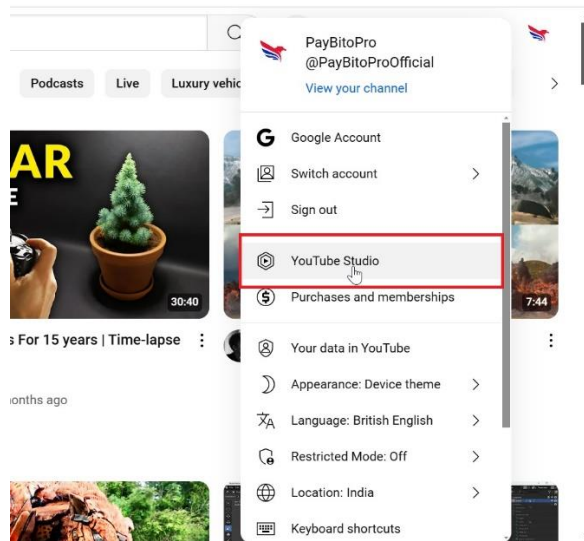 PayBitoPro
@PayBitoProOfficial
View your channel
Podcasts
Live
Luxury
Google Account
Switch account
Sign out
YouTube Studio
Purchases and memberships
Your data in YouTube
Appearance: Device theme
Language: British English
Restricted Mode: Off
Location: India
Keyboard shortcuts
AR
E
30:40
7:44
For 15 years | Time-lapse
months ago